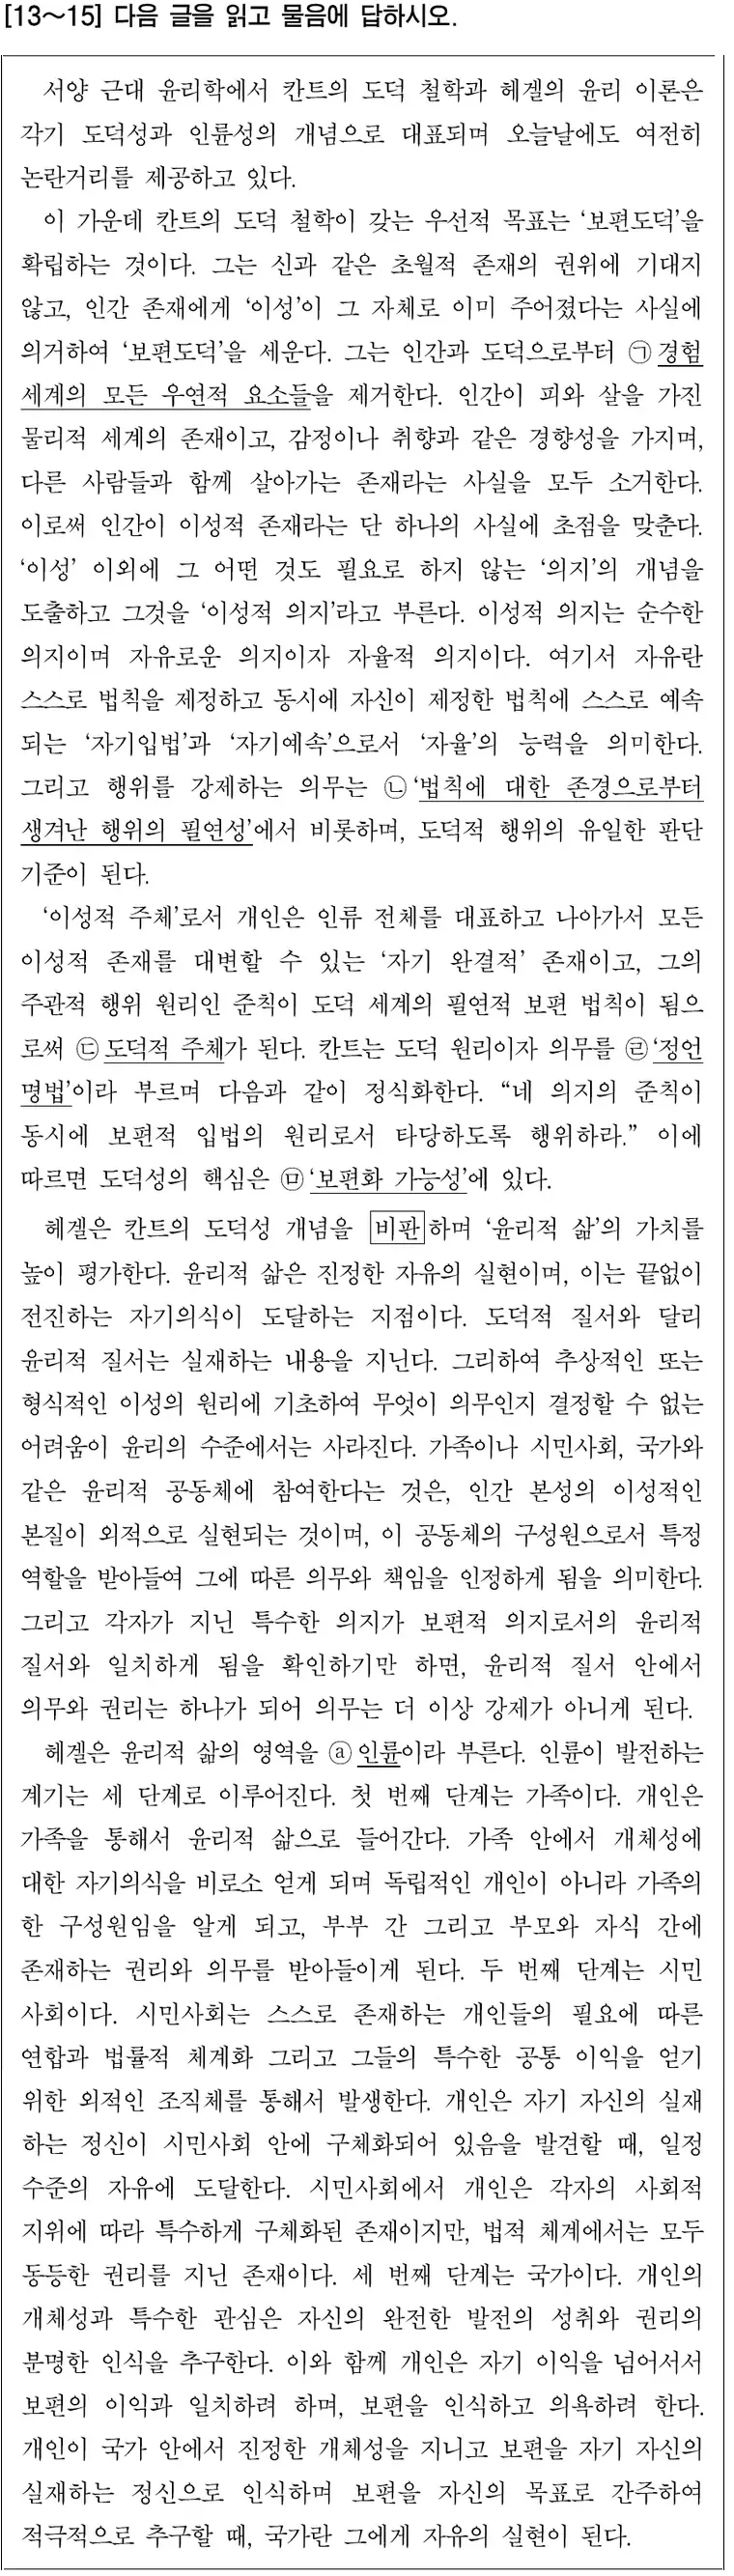 [13～15] 다음 글을 읽고 물음에 답하시오.
서양 근대 윤리학에서 칸트의 도덕 철학과 헤겔의 윤리 이론은
각기 도덕성과 인륜성의 개념으로 대표되며 오늘날에도 여전히
논란거리를 제공하고 있다.
이 가운데 칸트의 도덕 철학이 갖는 우선적 목표는 ‘보편도덕’을
확립하는 것이다. 그는 신과 같은 초월적 존재의 권위에 기대지
않고, 인간 존재에게 ‘이성’이 그 자체로 이미 주어졌다는 사실에
의거하여 ‘보편도덕’을 세운다. 그는 인간과 도덕으로부터 ㉠경험
세계의 모든 우연적 요소들을 제거한다. 인간이 피와 살을 가진
물리적 세계의 존재이고, 감정이나 취향과 같은 경향성을 가지며,
다른 사람들과 함께 살아가는 존재라는 사실을 모두 소거한다.
이로써 인간이 이성적 존재라는 단 하나의 사실에 초점을 맞춘다.
‘이성’ 이외에 그 어떤 것도 필요로 하지 않는 ‘의지’의 개념을
도출하고 그것을 ‘이성적 의지’라고 부른다. 이성적 의지는 순수한
의지이며 자유로운 의지이자 자율적 의지이다. 여기서 자유란
스스로 법칙을 제정하고 동시에 자신이 제정한 법칙에 스스로 예속
되는 ‘자기입법’과 ‘자기예속’으로서 ‘자율’의 능력을 의미한다.
그리고 행위를 강제하는 의무는 ㉡‘법칙에 대한 존경으로부터
생겨난 행위의 필연성’에서 비롯하며, 도덕적 행위의 유일한 판단
기준이 된다.
‘이성적 주체’로서 개인은 인류 전체를 대표하고 나아가서 모든
이성적 존재를 대변할 수 있는 ‘자기 완결적’ 존재이고, 그의
주관적 행위 원리인 준칙이 도덕 세계의 필연적 보편 법칙이 됨으
로써 ㉢도덕적 주체가 된다. 칸트는 도덕 원리이자 의무를 ㉣‘정언
명법’이라 부르며 다음과 같이 정식화한다. “네 의지의 준칙이
동시에 보편적 입법의 원리로서 타당하도록 행위하라.” 이에
따르면 도덕성의 핵심은 ㉤‘보편화 가능성’에 있다.
헤겔은 칸트의 도덕성 개념을 비판하며 ‘윤리적 삶’의 가치를
높이 평가한다. 윤리적 삶은 진정한 자유의 실현이며, 이는 끝없이
전진하는 자기의식이 도달하는 지점이다. 도덕적 질서와 달리
윤리적 질서는 실재하는 내용을 지닌다. 그리하여 추상적인 또는
형식적인 이성의 원리에 기초하여 무엇이 의무인지 결정할 수 없는
어려움이 윤리의 수준에서는 사라진다. 가족이나 시민사회, 국가와
같은 윤리적 공동체에 참여한다는 것은, 인간 본성의 이성적인
본질이 외적으로 실현되는 것이며, 이 공동체의 구성원으로서 특정
역할을 받아들여 그에 따른 의무와 책임을 인정하게 됨을 의미한다.
그리고 각자가 지닌 특수한 의지가 보편적 의지로서의 윤리적
질서와 일치하게 됨을 확인하기만 하면, 윤리적 질서 안에서
의무와 권리는 하나가 되어 의무는 더 이상 강제가 아니게 된다.
헤겔은 윤리적 삶의 영역을 ⓐ인륜이라 부른다. 인륜이 발전하는
계기는 세 단계로 이루어진다. 첫 번째 단계는 가족이다. 개인은
가족을 통해서 윤리적 삶으로 들어간다. 가족 안에서 개체성에
대한 자기의식을 비로소 얻게 되며 독립적인 개인이 아니라 가족의
한 구성원임을 알게 되고, 부부 간 그리고 부모와 자식 간에
존재하는 권리와 의무를 받아들이게 된다. 두 번째 단계는 시민
사회이다. 시민사회는 스스로 존재하는 개인들의 필요에 따른
연합과 법률적 체계화 그리고 그들의 특수한 공통 이익을 얻기
위한 외적인 조직체를 통해서 발생한다. 개인은 자기 자신의 실재
하는 정신이 시민사회 안에 구체화되어 있음을 발견할 때, 일정
수준의 자유에 도달한다. 시민사회에서 개인은 각자의 사회적
지위에 따라 특수하게 구체화된 존재이지만, 법적 체계에서는 모두
동등한 권리를 지닌 존재이다. 세 번째 단계는 국가이다. 개인의
개체성과 특수한 관심은 자신의 완전한 발전의 성취와 권리의
분명한 인식을 추구한다. 이와 함께 개인은 자기 이익을 넘어서서
보편의 이익과 일치하려 하며, 보편을 인식하고 의욕하려 한다.
개인이 국가 안에서 진정한 개체성을 지니고 보편을 자기 자신의
실재하는 정신으로 인식하며 보편을 자신의 목표로 간주하여
적극적으로 추구할 때, 국가란 그에게 자유의 실현이 된다.